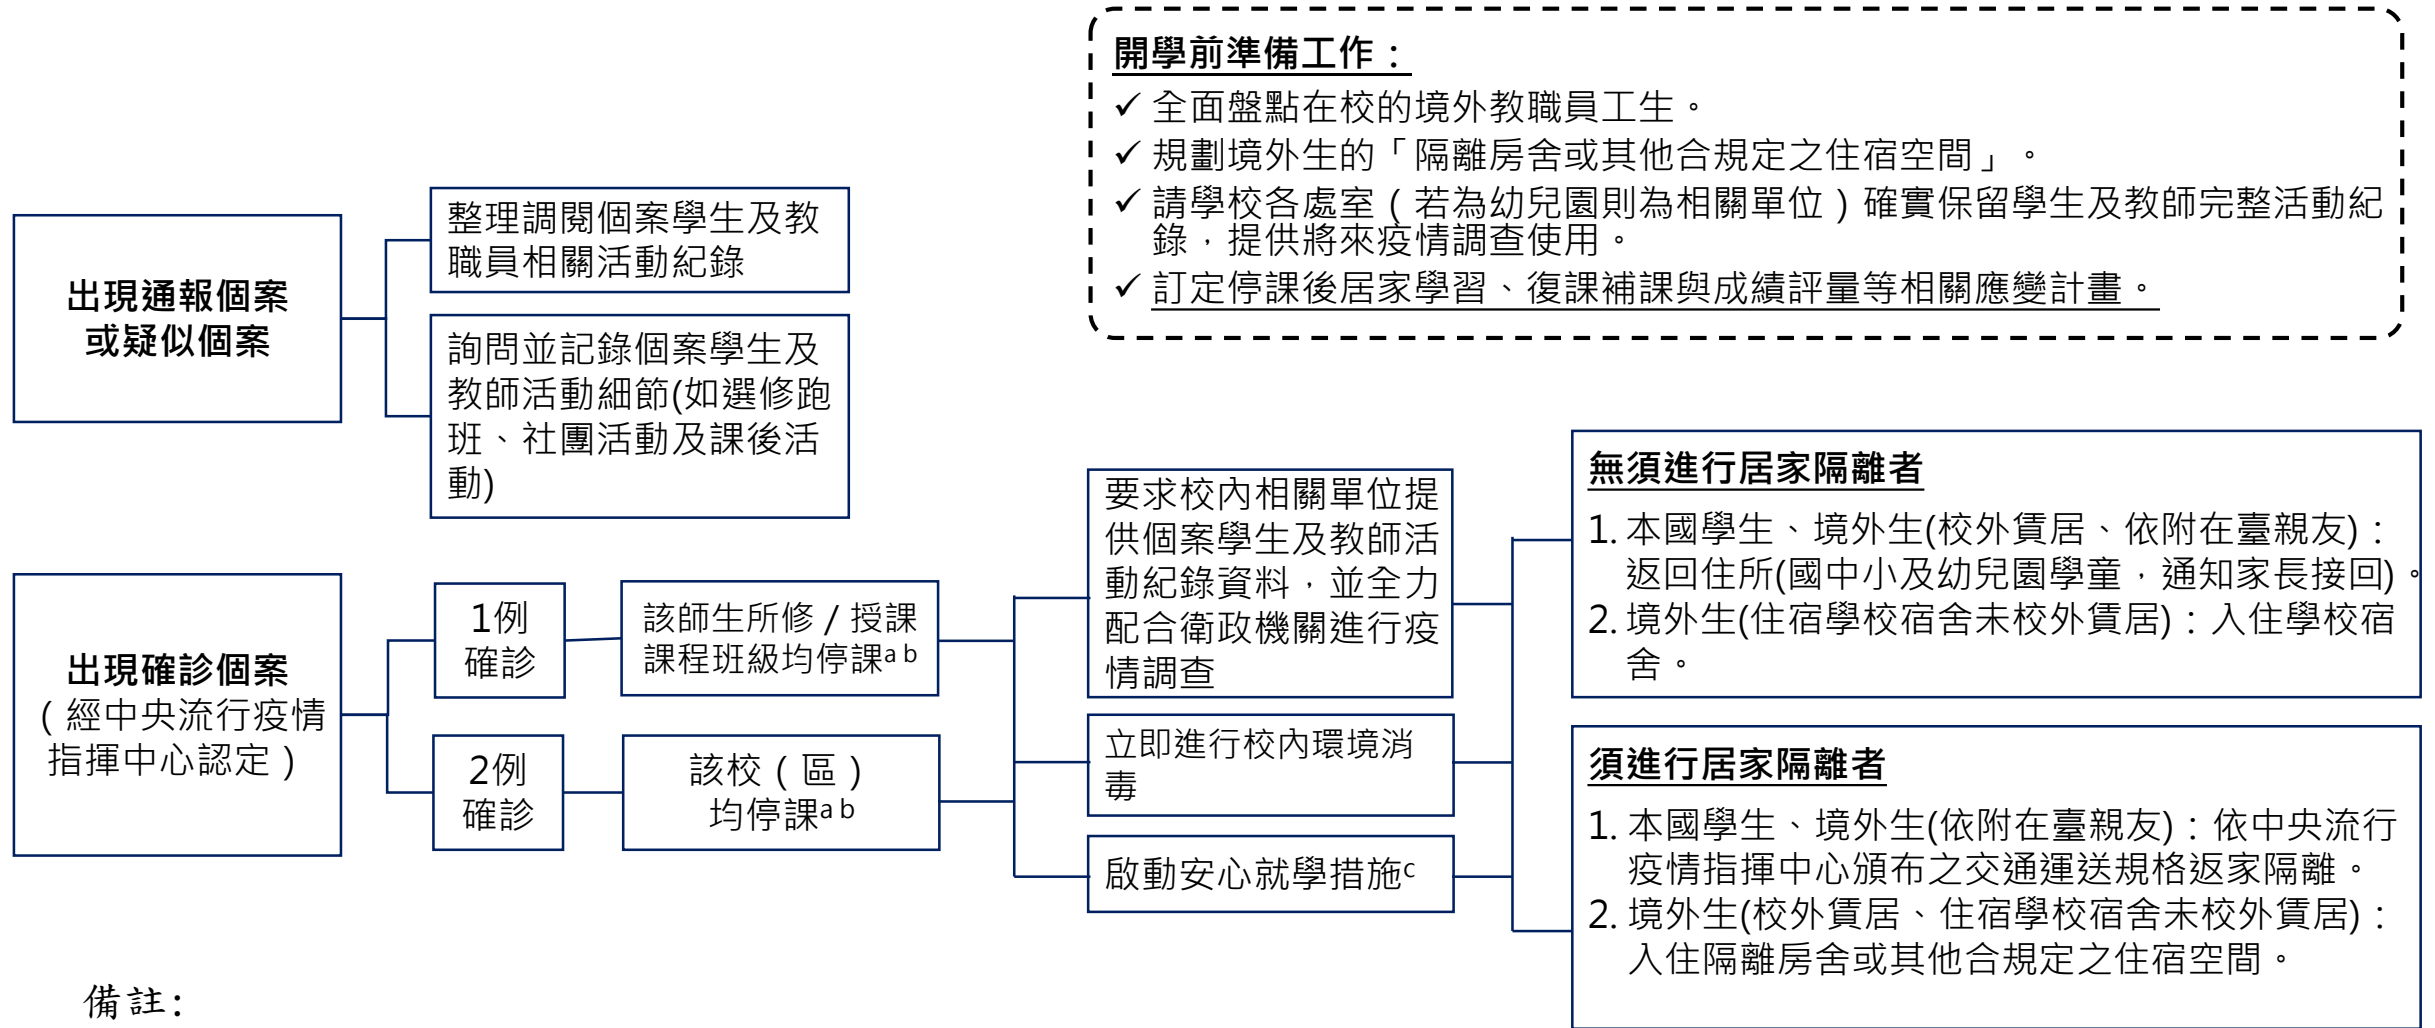 開學前準備工作：
✓ 全面盤點在校的境外教職員工生。
✓ 規劃境外生的「隔離房舍或其他合規定之住宿空間」。
✓ 請學校各處室（若為幼兒園則為相關單位）確實保留學生及教師完整活動紀
錄，提供將來疫情調查使用。
✓ 訂定停課後居家學習、復課補課與成績評量等相關應變計畫。
出現通報個案
或疑似個案
整理調閱個案學生及教
職員相關活動紀錄
詢問並記錄個案學生及
教師活動細節(如選修跑
班、社團活動及課後活
動)
出現確診個案
（經中央流行疫情
指揮中心認定）
1例
確診
該師生所修／授課
課程班級均停課a b
2例
確診
該校（區）
均停課a b
要求校內相關單位提
供個案學生及教師活
動紀錄資料，並全力
配合衛政機關進行疫
情調查
立即進行校內環境消
毒
啟動安心就學措施c
無須進行居家隔離者
1. 本國學生、境外生(校外賃居、依附在臺親友)：
返回住所(國中小及幼兒園學童，通知家長接回)。
2. 境外生(住宿學校宿舍未校外賃居)：入住學校宿
舍。
須進行居家隔離者
1. 本國學生、境外生(依附在臺親友)：依中央流行
疫情指揮中心頒布之交通運送規格返家隔離。
2. 境外生(校外賃居、住宿學校宿舍未校外賃居)：
入住隔離房舍或其他合規定之住宿空間。
備註：